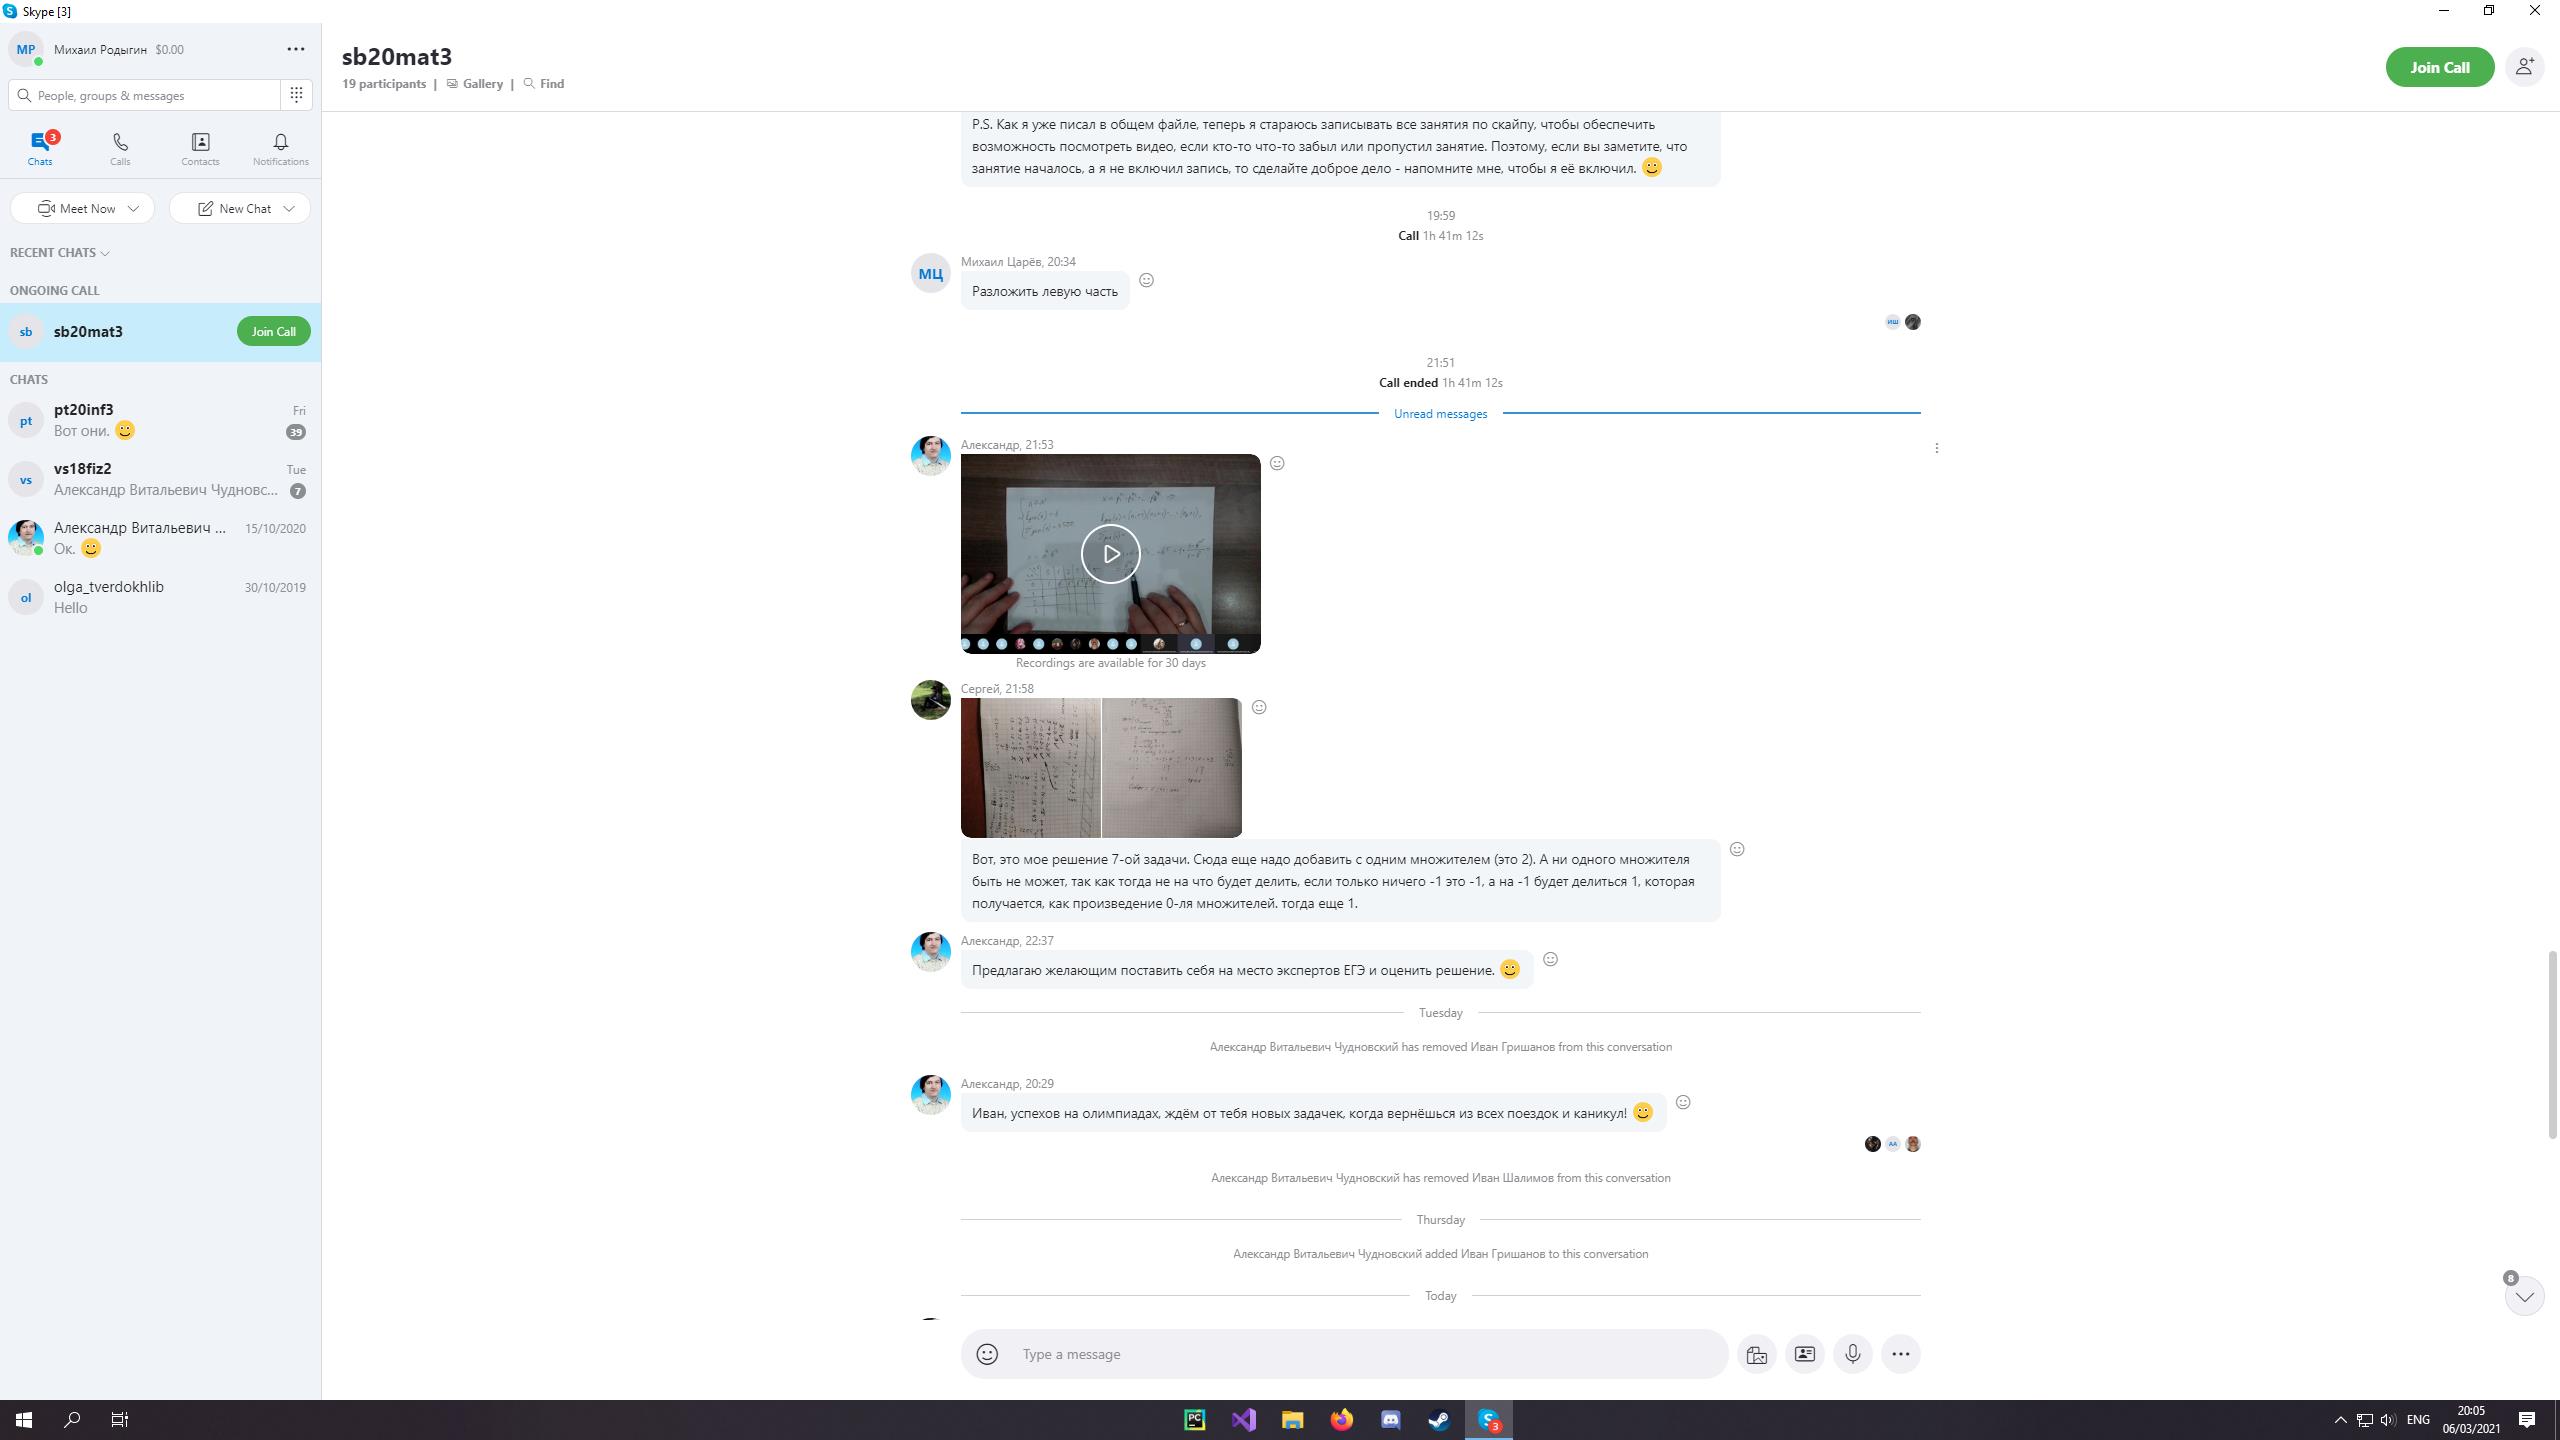 Skype [3]
МР
Михаил Родыгин $0.00
People, groups & messages
3
Chats
Calls
Contacts
Notifications
Meet Now
New Chat
RECENT CHATS
ONGOING CALL
sb
sb20mat3
Join Call
CHATS
pt
pt20inf3
Fri
Вот они.
39
vs
vs18fiz2
Tue
Александр Витальевич Чудновс...
7
Александр Витальевич ...
15/10/2020
Ок.
ol
olga_tverdokhlib
30/10/2019
Hello
sb20mat3
19 participants | Gallery | Find
Join Call
P.S. Как я уже писал в общем файле, теперь я стараюсь записывать все занятия по скайпу, чтобы обеспечить
возможность посмотреть видео, если кто-то что-то забыл или пропустил занятие. Поэтому, если вы заметите, что
занятие началось, а я не включил запись, то сделайте доброе дело - напомните мне, чтобы я её включил.
19:59
Call 1h 41m 12s
МЦ
Михаил Царёв, 20:34
Разложить левую часть
ИШ
21:51
Call ended 1h 41m 12s
Unread messages
Александр, 21:53
Recordings are available for 30 days
Сергей, 21:58
Вот, это мое решение 7-ой задачи. Сюда еще надо добавить с одним множителем (это 2). А ни одного множителя
быть не может, так как тогда не на что будет делить, если только ничего -1 это -1, а на -1 будет делиться 1, которая
получается, как произведение 0-ля множителей. тогда еще 1.
Александр, 22:37
Предлагаю желающим поставить себя на место экспертов ЕГЭ и оценить решение.
Tuesday
Александр Витальевич Чудновский has removed Иван Гришанов from this conversation
Александр, 20:29
Иван, успехов на олимпиадах, ждём от тебя новых задачек, когда вернёшься из всех поездок и каникул!
АА
Александр Витальевич Чудновский has removed Иван Шалимов from this conversation
Thursday
Александр Витальевич Чудновский added Иван Гришанов to this conversation
Today
8
Type a message
PC
3
ENG
20:05
06/03/2021